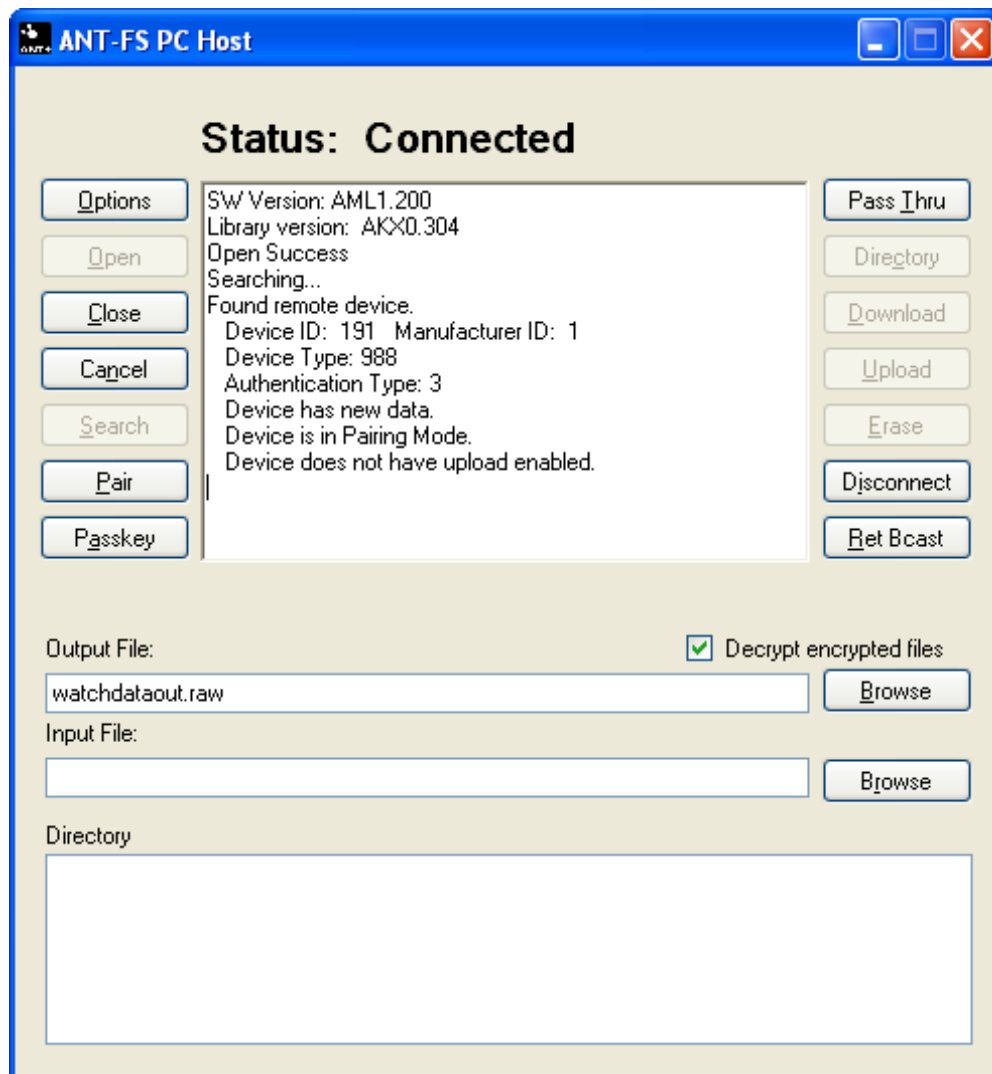 ANT+ ANT-FS PC Host
Status: Connected
Options
Open
Close
Cancel
Search
Pair
Passkey
SW Version: AML1.200
Library version: AKX0.304
Open Success
Searching...
Found remote device.
Device ID: 191 Manufacturer ID: 1
Device Type: 988
Authentication Type: 3
Device has new data.
Device is in Pairing Mode.
Device does not have upload enabled.
Pass Thru
Directory
Download
Upload
Erase
Disconnect
Ret Bcast
Output File:
Decrypt encrypted files
watchdataout.raw
Browse
Input File:
Browse
Directory